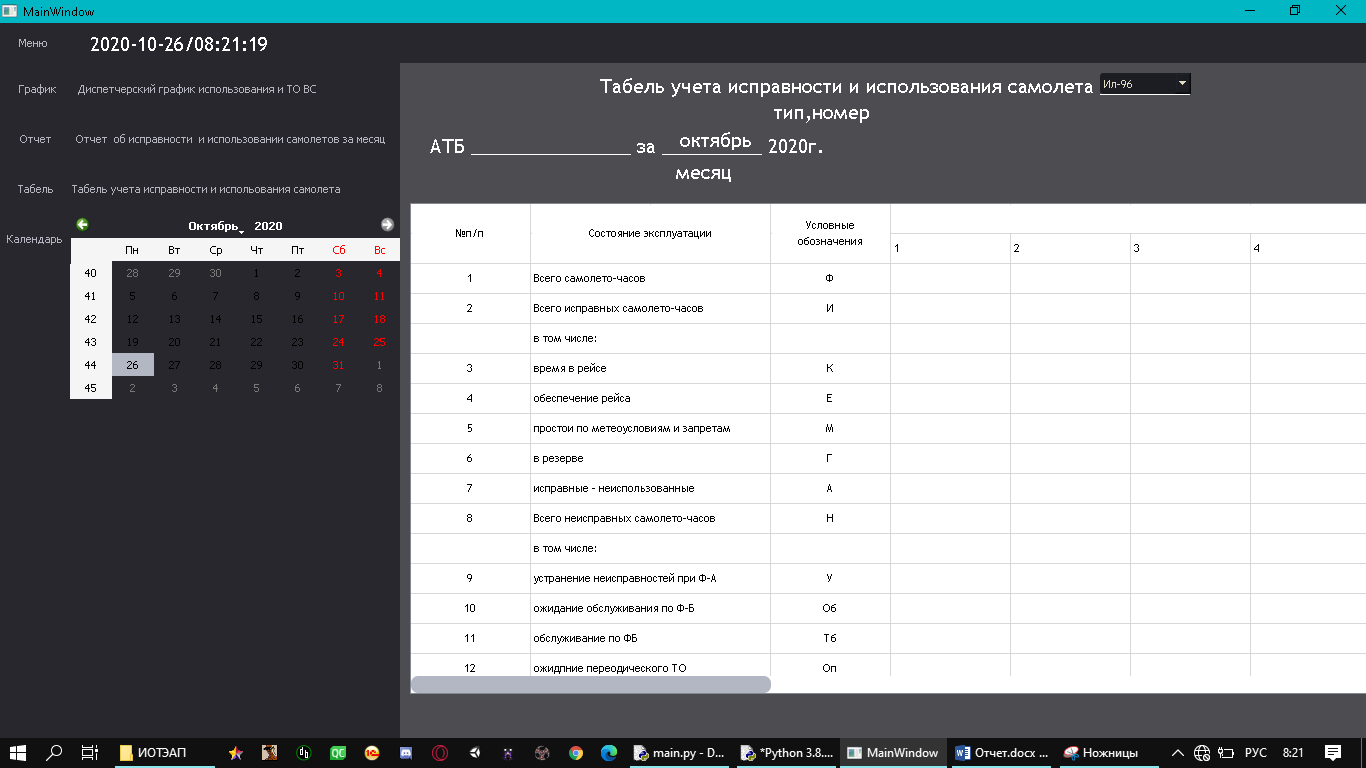 MainWindow
Меню
2020-10-26/08:21:19
График
Диспетчерский график использования и ТО ВС
Отчет
Отчет об исправности и использовании самолетов за месяц
Табель
Табель учета исправности и испольования самолета
Календарь
Октябрь 2020
Пн Вт Ср Чт Пт Сб Вс
40 28 29 30 1 2 3 4
41 5 6 7 8 9 10 11
42 12 13 14 15 16 17 18
43 19 20 21 22 23 24 25
44 26 27 28 29 30 31 1
45 2 3 4 5 6 7 8
Табель учета исправности и использования самолета Ил-96
тип,номер
АТБ ________________ за октябрь 2020г.
месяц
№п/п Состояние эксплуатации Условные
обозначения
1 2 3 4
1 Всего самолето-часов Ф
2 Всего исправных самолето-часов И
в том числе:
3 время в рейсе К
4 обеспечение рейса Е
5 простои по метеоусловиям и запретам М
6 в резерве Г
7 исправные - неиспользованные А
8 Всего неисправных самолето-часов Н
в том числе:
9 устранение неисправностей при Ф-А У
10 ожидание обслуживания по Ф-Б Об
11 обслуживание по ФБ Тб
12 ожидпние переодического ТО Оп
ИОТЭАП
QC
1С
main.py - D...
*Python 3.8....
MainWindow
Отчет.docx ...
Ножницы
РУС
8:21